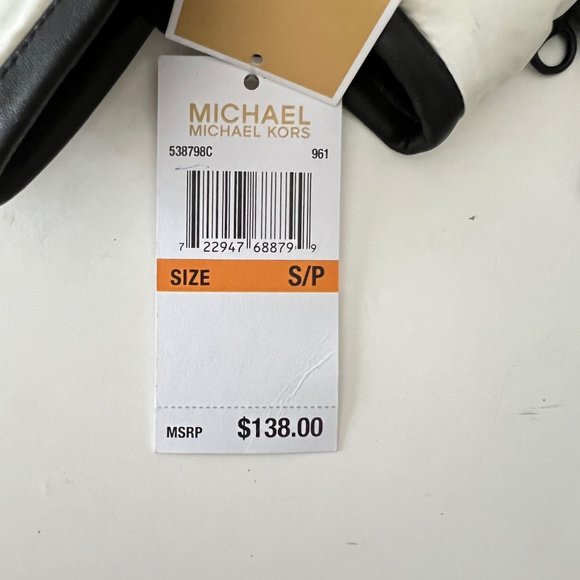 MICHAEL
MICHAEL KORS
538798C 961
7 22947 68879 9
SIZE S/P
MSRP $138.00